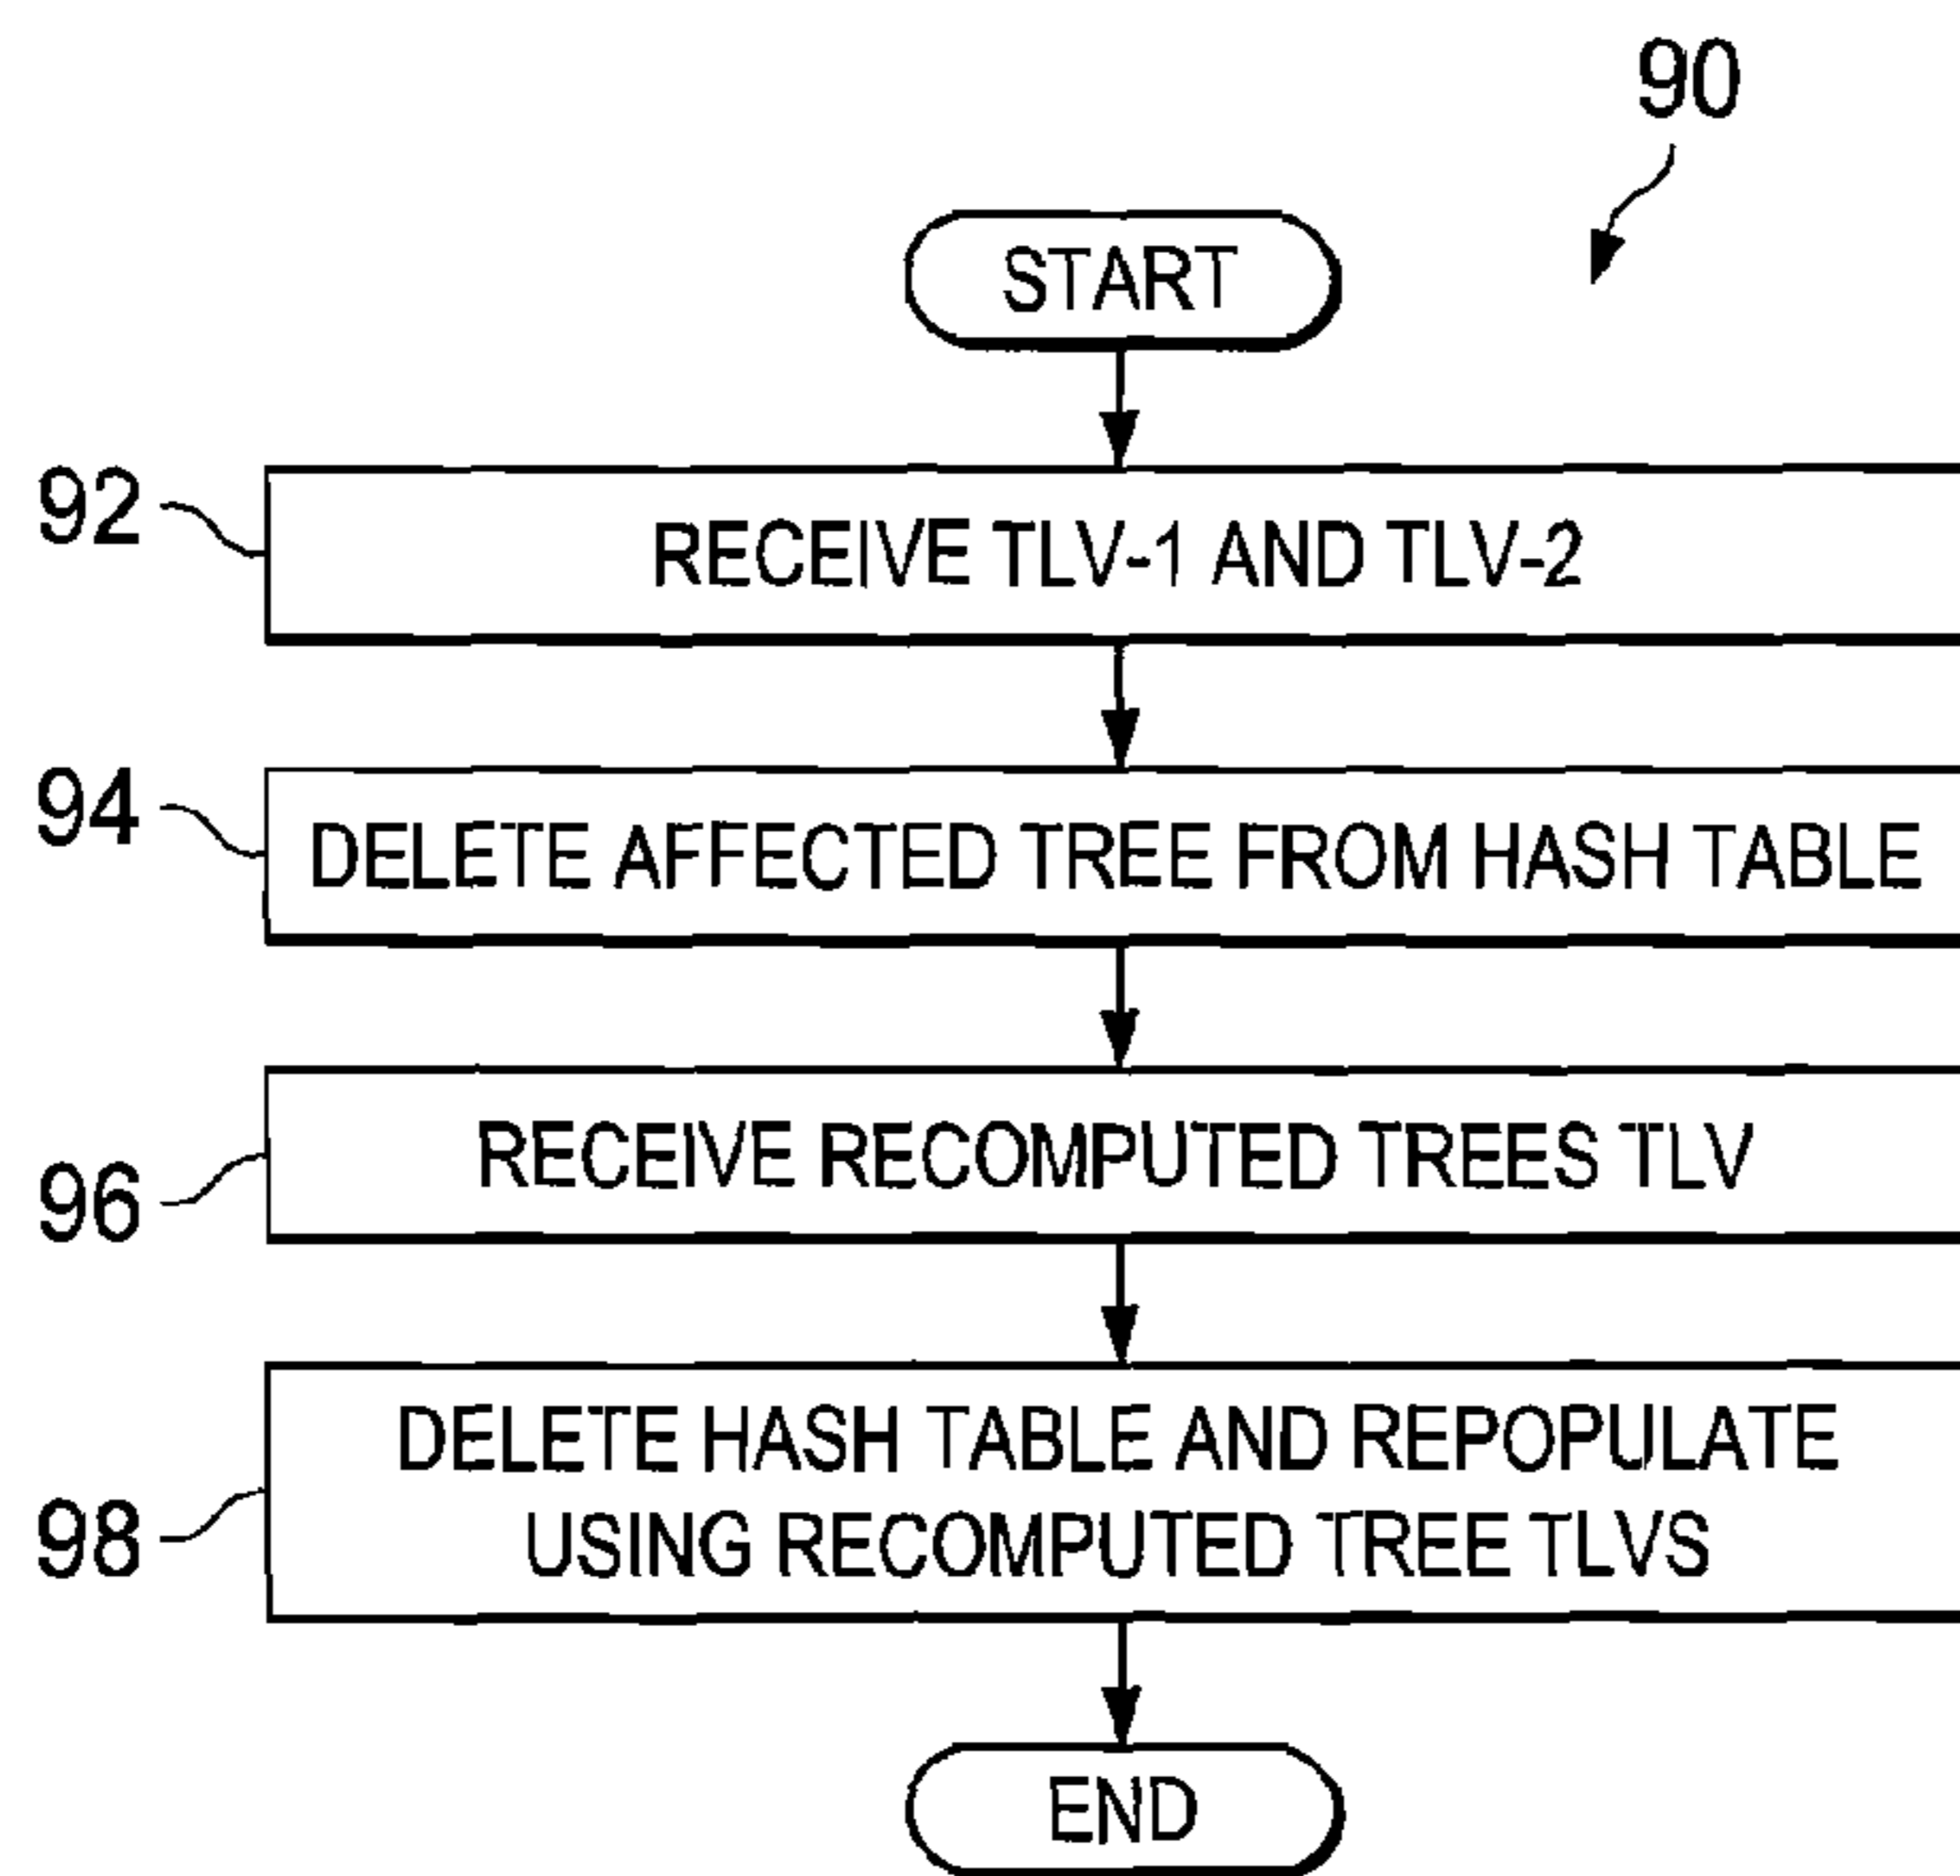 90
START
92
RECEIVE TLV-1 AND TLV-2
94
DELETE AFFECTED TREE FROM HASH TABLE
96
RECEIVE RECOMPUTED TREES TLV
98
DELETE HASH TABLE AND REPOPULATE
USING RECOMPUTED TREE TLVS
END